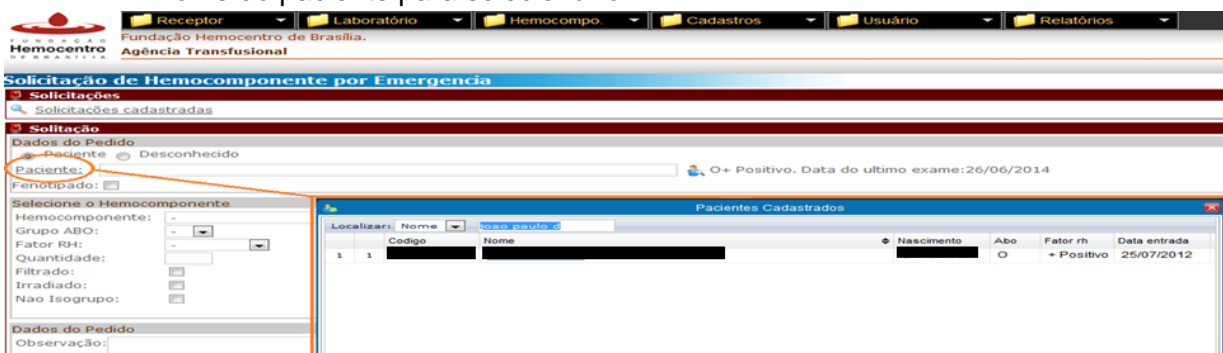 Receptor Laboratório Hemocompo. Cadastros Usuário Relatórios
FUNDAÇÃO
Hemocentro
DE BRASÍLIA
Fundação Hemocentro de Brasília.
Agência Transfusional
Solicitação de Hemocomponente por Emergencia
Solicitações
Solicitações cadastradas
Solitação
Dados do Pedido
Paciente Desconhecido
Paciente: O+ Positivo. Data do ultimo exame:26/06/2014
Fenotipado:
Selecione o Hemocomponente
Hemocomponente: -
Grupo ABO: -
Fator RH: -
Quantidade:
Filtrado:
Irradiado:
Nao Isogrupo:
Dados do Pedido
Observação:
Pacientes Cadastrados
Localizar: Nome joao paulo d
Codigo Nome Nascimento Abo Fator rh Data entrada
1 1 O + Positivo 25/07/2012